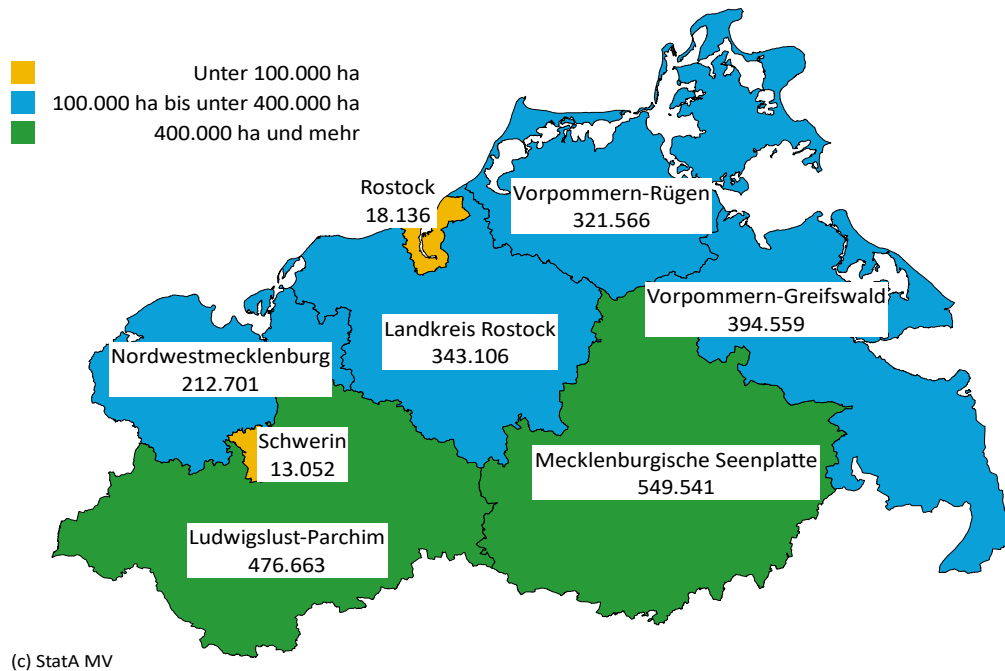 Unter 100.000 ha
100.000 ha bis unter 400.000 ha
400.000 ha und mehr
Rostock
18.136
Vorpommern-Rügen
321.566
Vorpommern-Greifswald
394.559
Landkreis Rostock
343.106
Nordwestmecklenburg
212.701
Schwerin
13.052
Mecklenburgische Seenplatte
549.541
Ludwigslust-Parchim
476.663
(c) StatA MV